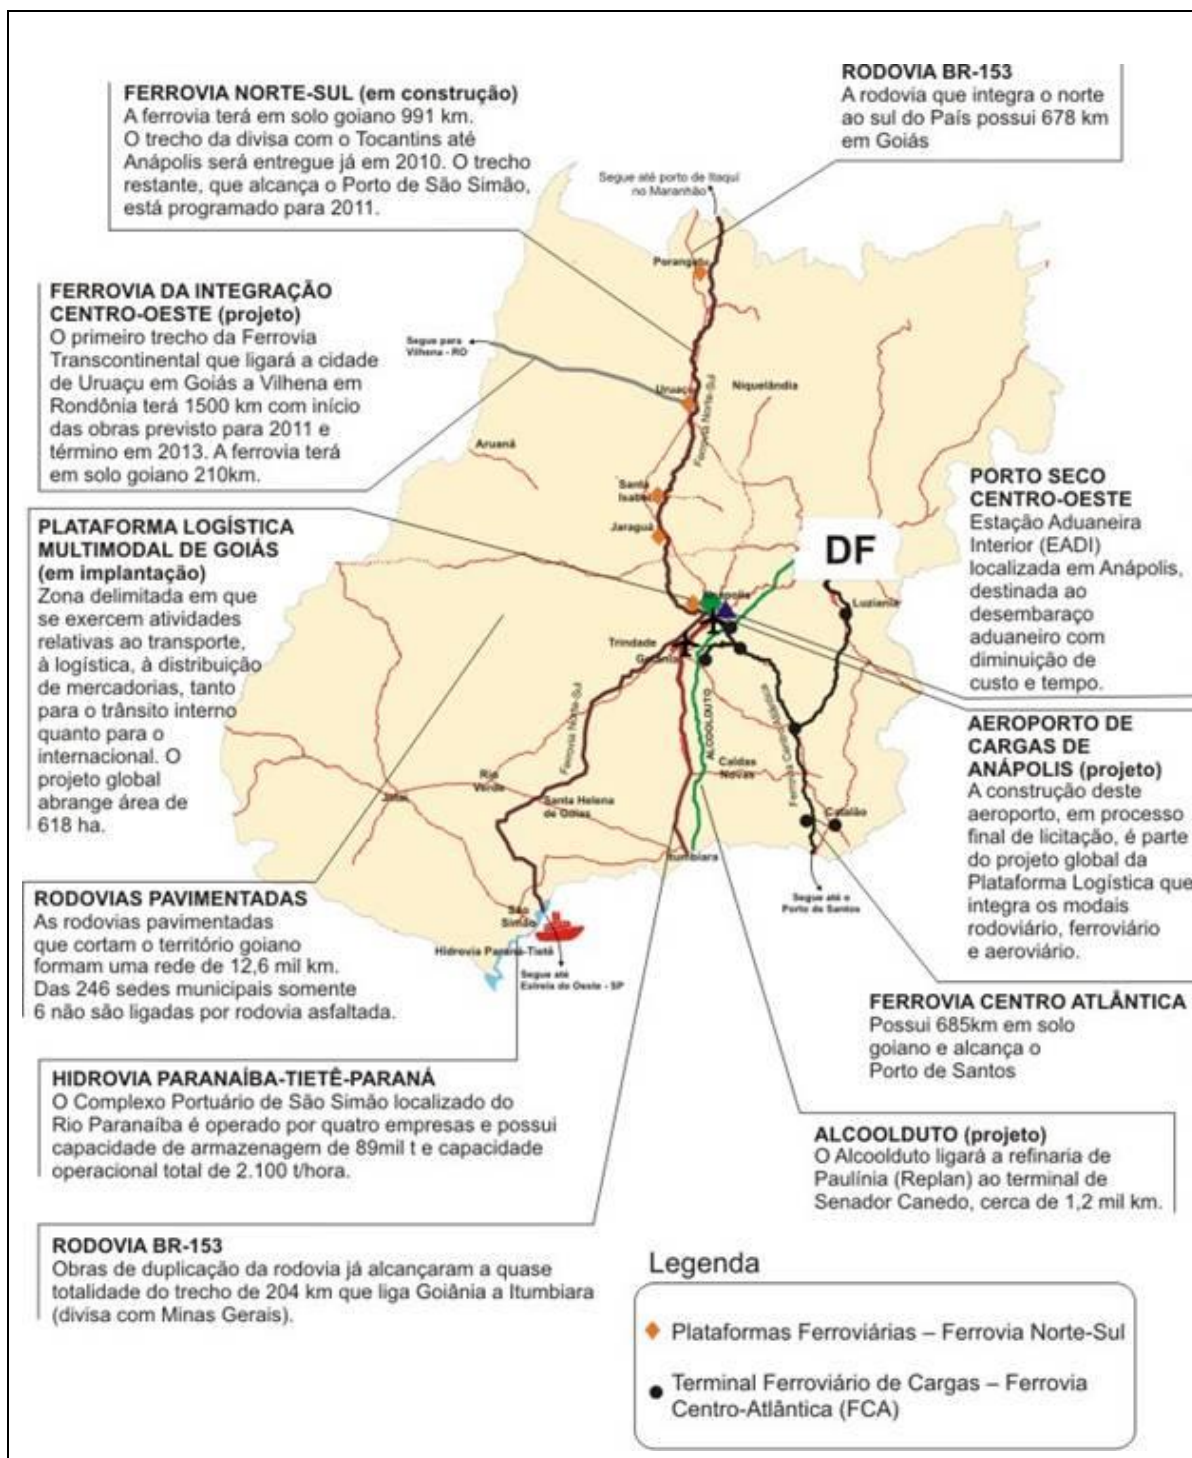 RODOVIA BR-153
A rodovia que integra o norte
ao sul do País possui 678 km
em Goiás
FERROVIA NORTE-SUL (em construção)
A ferrovia terá em solo goiano 991 km.
O trecho da divisa com o Tocantins até
Anápolis será entregue já em 2010. O trecho
restante, que alcança o Porto de São Simão,
está programado para 2011.
Segue até porto de Itaquí
no Maranhão
Porangatu
FERROVIA DA INTEGRAÇÃO
CENTRO-OESTE (projeto)
O primeiro trecho da Ferrovia
Transcontinental que ligará a cidade
de Uruaçu em Goiás a Vilhena em
Rondônia terá 1500 km com início
das obras previsto para 2011 e
término em 2013. A ferrovia terá
em solo goiano 210km.
Segue para
Vilhena - RO
Uruaçu
Niquelândia
Ferrovia Norte-Sul
Aruanã
Santa
Isabel
Jaraguá
DF
Anápolis
Luziania
Trindade
Goiânia
PORTO SECO
CENTRO-OESTE
Estação Aduaneira
Interior (EADI)
localizada em Anápolis,
destinada ao
desembaraço
aduaneiro com
diminuição de
custo e tempo.
PLATAFORMA LOGÍSTICA
MULTIMODAL DE GOIÁS
(em implantação)
Zona delimitada em que
se exercem atividades
relativas ao transporte,
à logística, à distribuição
de mercadorias, tanto
para o trânsito interno
quanto para o
internacional. O
projeto global
abrange área de
618 ha.
Ferrovia Norte-Sul
ALCOOLDUTO
Ferrovia Centro-Atlântica
Caldas
Novas
Rio
Verde
Jataí
Santa Helena
de Goiás
Catalão
Itumbiara
AEROPORTO DE
CARGAS DE
ANÁPOLIS (projeto)
A construção deste
aeroporto, em processo
final de licitação, é parte
do projeto global da
Plataforma Logística que
integra os modais
rodoviário, ferroviário
e aeroviário.
Segue até o
Porto de Santos
RODOVIAS PAVIMENTADAS
As rodovias pavimentadas
que cortam o território goiano
formam uma rede de 12,6 mil km.
Das 246 sedes municipais somente
6 não são ligadas por rodovia asfaltada.
São
Simão
Hidrovia Paraná-Tietê
Segue até
Estrela do Oeste - SP
FERROVIA CENTRO ATLÂNTICA
Possui 685km em solo
goiano e alcança o
Porto de Santos
HIDROVIA PARANAÍBA-TIETÊ-PARANÁ
O Complexo Portuário de São Simão localizado do
Rio Paranaíba é operado por quatro empresas e possui
capacidade de armazenagem de 89mil t e capacidade
operacional total de 2.100 t/hora.
ALCOOLDUTO (projeto)
O Alcoolduto ligará a refinaria de
Paulínia (Replan) ao terminal de
Senador Canedo, cerca de 1,2 mil km.
RODOVIA BR-153
Obras de duplicação da rodovia já alcançaram a quase
totalidade do trecho de 204 km que liga Goiânia a Itumbiara
(divisa com Minas Gerais).
Legenda
Plataformas Ferroviárias – Ferrovia Norte-Sul
Terminal Ferroviário de Cargas – Ferrovia
Centro-Atlântica (FCA)